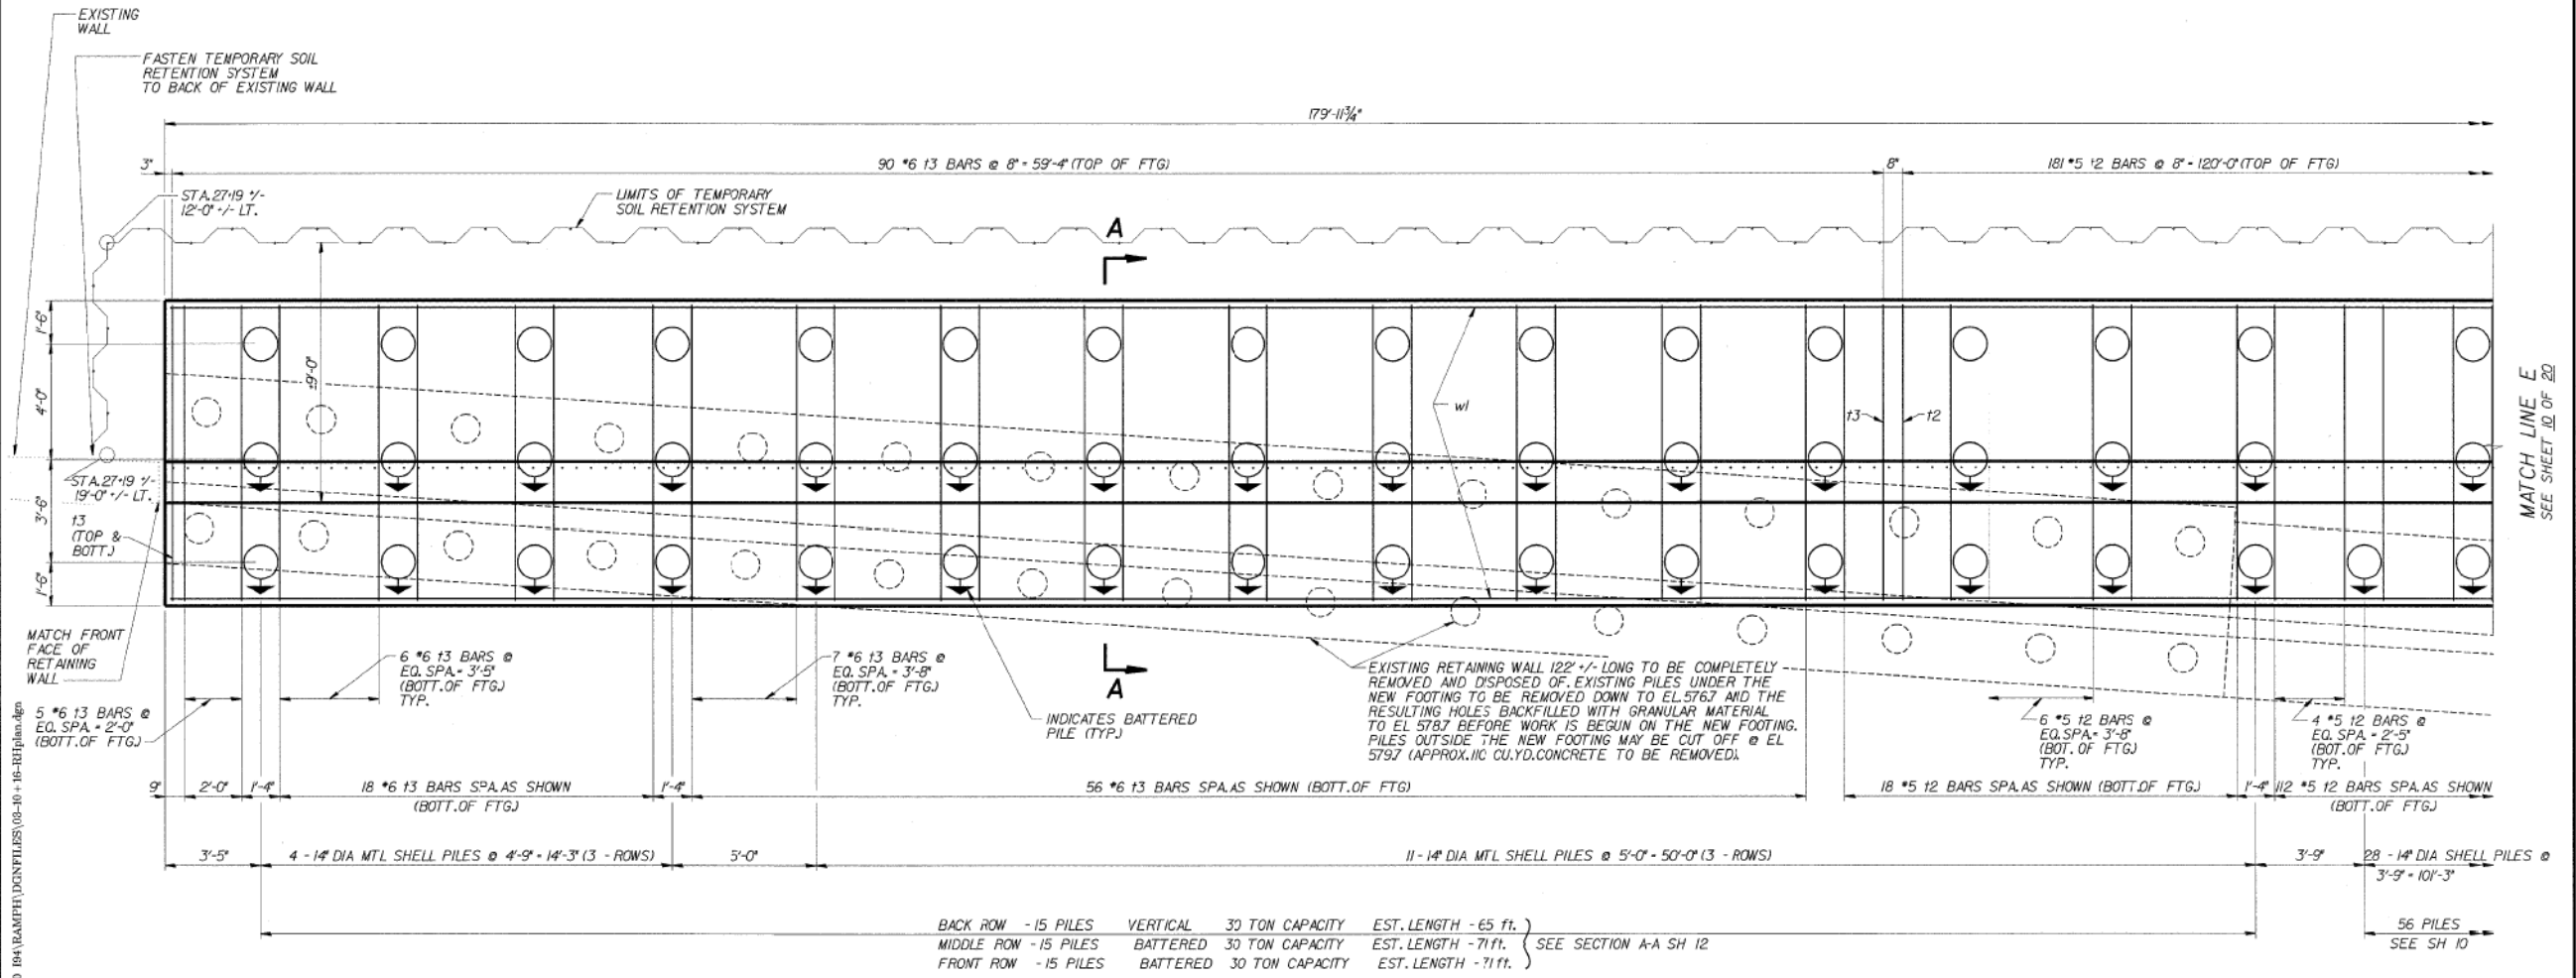 EXISTING
WALL
FASTEN TEMPORARY SOIL
RETENTION SYSTEM
TO BACK OF EXISTING WALL
179'-11 3/4"
3"
90 #6 t3 BARS @ 8" = 59'-4" (TOP OF FTG)
8"
181 #5 t2 BARS @ 8" = 120'-0" (TOP OF FTG)
STA. 27+19 +/-
12'-0" +/- LT.
LIMITS OF TEMPORARY
SOIL RETENTION SYSTEM
A
1'-6"
4'-0"
±9'-0"
w1
t3
t2
MATCH LINE E
SEE SHEET 10 OF 20
STA. 27+19 +/-
19'-0" +/- LT.
3'-6"
t3
(TOP &
BOTT.)
1'-6"
MATCH FRONT
FACE OF
RETAINING
WALL
6 #6 t3 BARS @
EQ. SPA. = 3'-5"
(BOTT. OF FTG.)
TYP.
7 #6 t3 BARS @
EQ. SPA. = 3'-8"
(BOTT. OF FTG.)
TYP.
A
EXISTING RETAINING WALL 122' +/- LONG TO BE COMPLETELY
REMOVED AND DISPOSED OF. EXISTING PILES UNDER THE
NEW FOOTING TO BE REMOVED DOWN TO EL 576.7 AND THE
RESULTING HOLES BACKFILLED WITH GRANULAR MATERIAL
TO EL 578.7 BEFORE WORK IS BEGUN ON THE NEW FOOTING.
PILES OUTSIDE THE NEW FOOTING MAY BE CUT OFF @ EL
579.7 (APPROX. 110 CU.YD. CONCRETE TO BE REMOVED).
5 #6 t3 BARS @
EQ. SPA. = 2'-0"
(BOTT. OF FTG.)
INDICATES BATTERED
PILE (TYP.)
6 #5 t2 BARS @
EQ. SPA. = 3'-8"
(BOT. OF FTG.)
TYP.
4 #5 t2 BARS @
EQ. SPA. = 2'-5"
(BOT. OF FTG.)
TYP.
9"
2'-0"
1'-4"
18 #6 t3 BARS SPA. AS SHOWN
(BOTT. OF FTG.)
1'-4"
56 #6 t3 BARS SPA. AS SHOWN (BOTT. OF FTG)
18 #5 t2 BARS SPA. AS SHOWN (BOTT. OF FTG.)
1'-4"
112 #5 t2 BARS SPA. AS SHOWN
(BOTT. OF FTG.)
3'-5"
4 - 14" DIA MTL SHELL PILES @ 4'-9" = 14'-3" (3 - ROWS)
5'-0"
11 - 14" DIA MTL SHELL PILES @ 5'-0" = 50'-0" (3 - ROWS)
3'-9"
28 - 14" DIA SHELL PILES @
3'-9" = 101'-3"
BACK ROW - 15 PILES VERTICAL 30 TON CAPACITY EST. LENGTH - 65 ft.
MIDDLE ROW - 15 PILES BATTERED 30 TON CAPACITY EST. LENGTH - 71 ft.
FRONT ROW - 15 PILES BATTERED 30 TON CAPACITY EST. LENGTH - 71 ft.
SEE SECTION A-A SH 12
56 PILES
SEE SH 10
I94\RAMPH\DGNFILES\03-10+16-RHplan.dgn